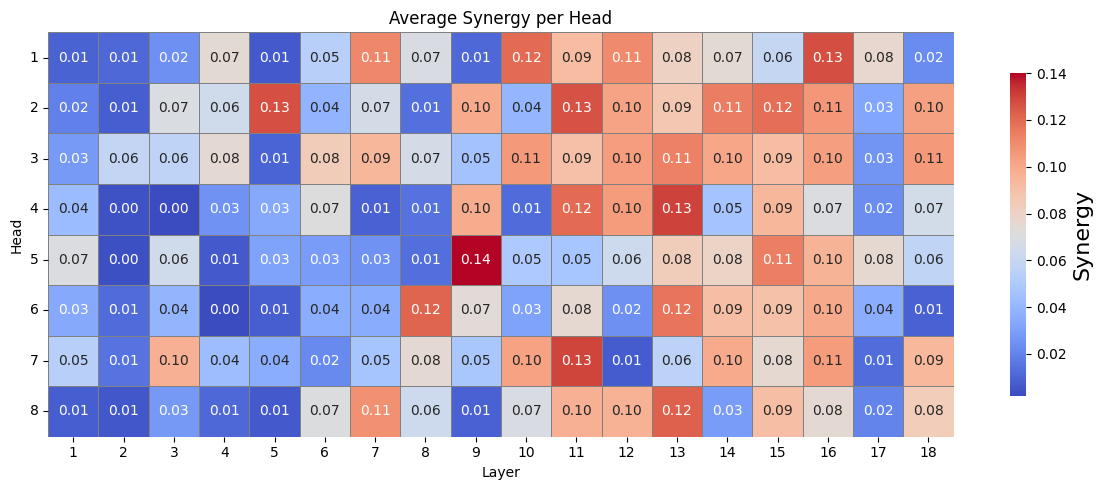 Average Synergy per Head
1 0.01 0.01 0.02 0.07 0.01 0.05 0.11 0.07 0.01 0.12 0.09 0.11 0.08 0.07 0.06 0.13 0.08 0.02
2 0.02 0.01 0.07 0.06 0.13 0.04 0.07 0.01 0.10 0.04 0.13 0.10 0.09 0.11 0.12 0.11 0.03 0.10
3 0.03 0.06 0.06 0.08 0.01 0.08 0.09 0.07 0.05 0.11 0.09 0.10 0.11 0.10 0.09 0.10 0.03 0.11
4 0.04 0.00 0.00 0.03 0.03 0.07 0.01 0.01 0.10 0.01 0.12 0.10 0.13 0.05 0.09 0.07 0.02 0.07
5 0.07 0.00 0.06 0.01 0.03 0.03 0.03 0.01 0.14 0.05 0.05 0.06 0.08 0.08 0.11 0.10 0.08 0.06
6 0.03 0.01 0.04 0.00 0.01 0.04 0.04 0.12 0.07 0.03 0.08 0.02 0.12 0.09 0.09 0.10 0.04 0.01
7 0.05 0.01 0.10 0.04 0.04 0.02 0.05 0.08 0.05 0.10 0.13 0.01 0.06 0.10 0.08 0.11 0.01 0.09
8 0.01 0.01 0.03 0.01 0.01 0.07 0.11 0.06 0.01 0.07 0.10 0.10 0.12 0.03 0.09 0.08 0.02 0.08
1 2 3 4 5 6 7 8 9 10 11 12 13 14 15 16 17 18
Layer
Head
0.14
0.12
0.10
0.08
0.06
0.04
0.02
Synergy